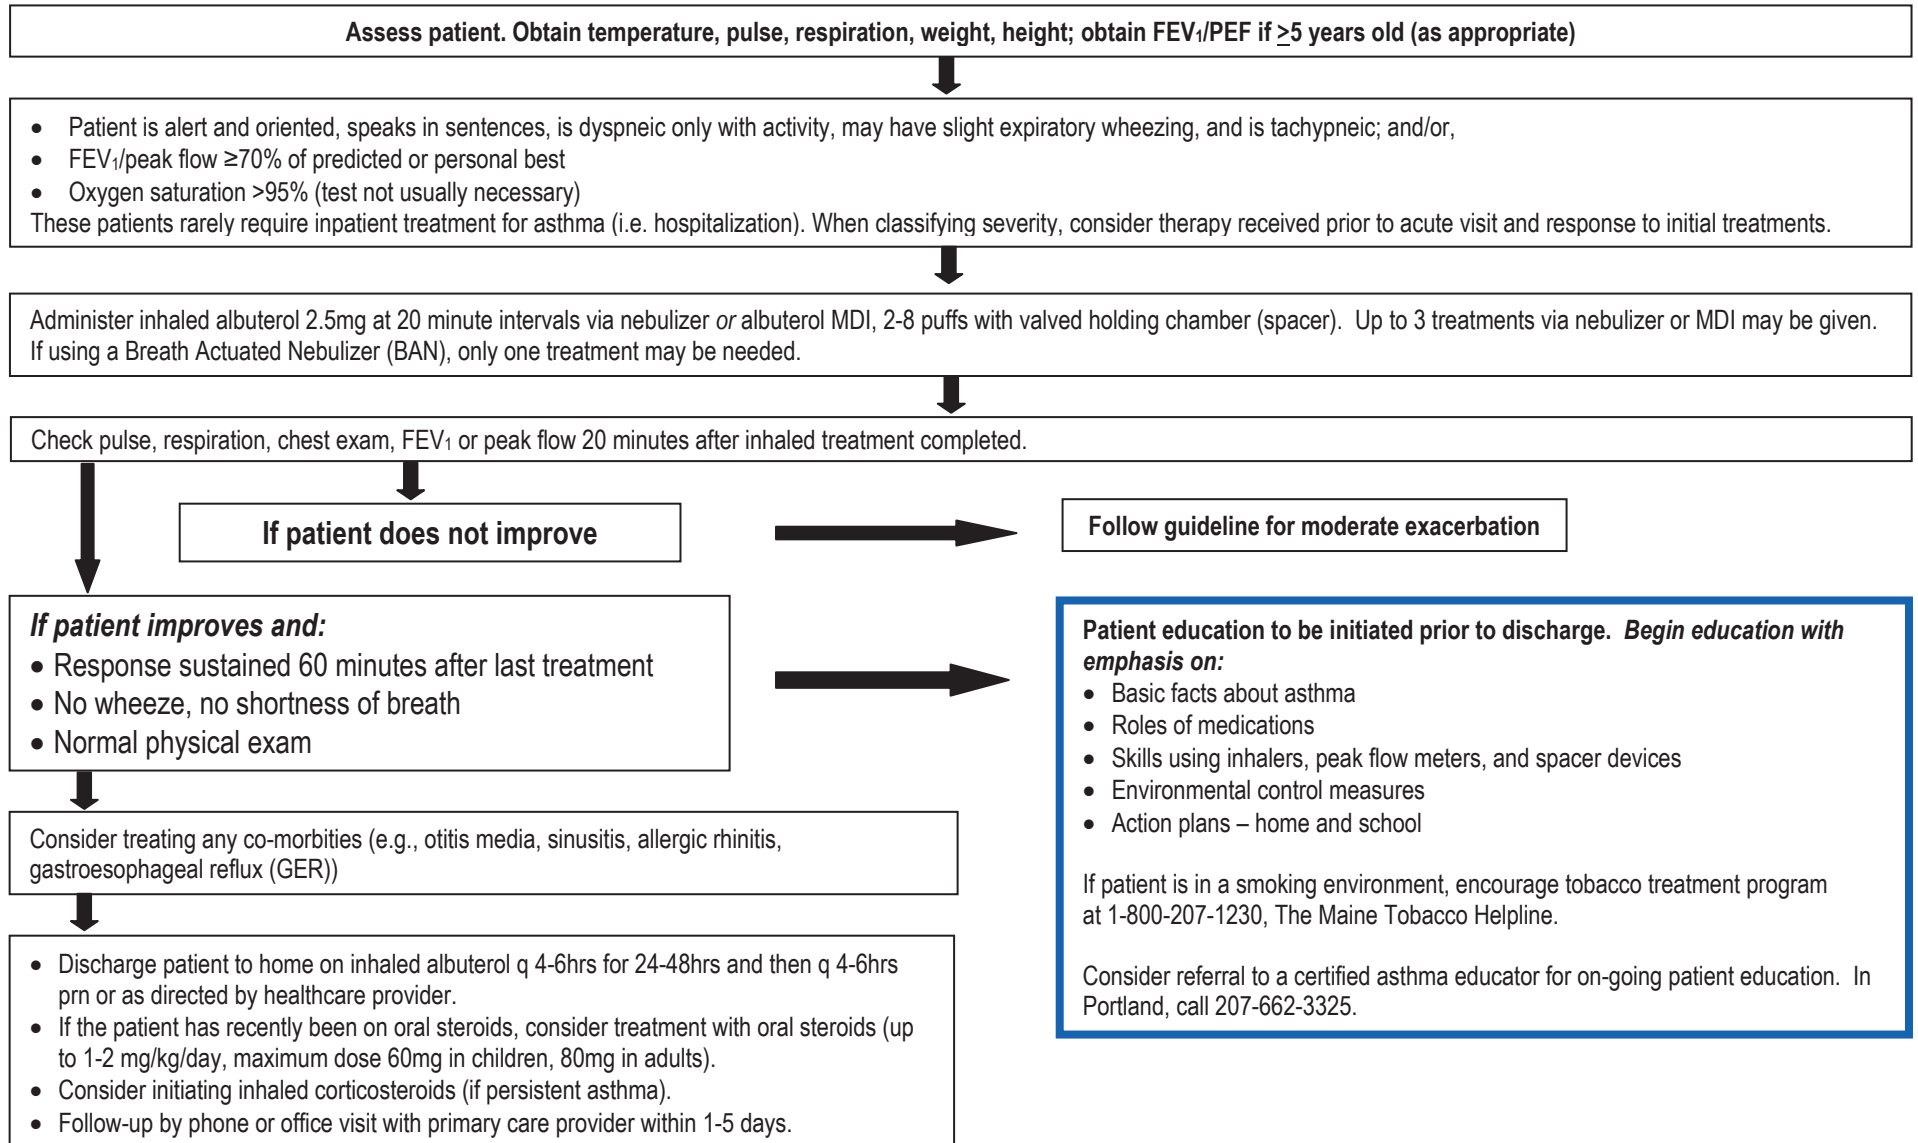 Assess patient. Obtain temperature, pulse, respiration, weight, height; obtain FEV₁/PEF if ≥5 years old (as appropriate)
• Patient is alert and oriented, speaks in sentences, is dyspneic only with activity, may have slight expiratory wheezing, and is tachypneic; and/or,
• FEV₁/peak flow ≥70% of predicted or personal best
• Oxygen saturation >95% (test not usually necessary)
These patients rarely require inpatient treatment for asthma (i.e. hospitalization). When classifying severity, consider therapy received prior to acute visit and response to initial treatments.
Administer inhaled albuterol 2.5mg at 20 minute intervals via nebulizer or albuterol MDI, 2-8 puffs with valved holding chamber (spacer). Up to 3 treatments via nebulizer or MDI may be given.
If using a Breath Actuated Nebulizer (BAN), only one treatment may be needed.
Check pulse, respiration, chest exam, FEV₁ or peak flow 20 minutes after inhaled treatment completed.
If patient does not improve
Follow guideline for moderate exacerbation
If patient improves and:
• Response sustained 60 minutes after last treatment
• No wheeze, no shortness of breath
• Normal physical exam
Patient education to be initiated prior to discharge. Begin education with
emphasis on:
• Basic facts about asthma
• Roles of medications
• Skills using inhalers, peak flow meters, and spacer devices
• Environmental control measures
• Action plans – home and school
If patient is in a smoking environment, encourage tobacco treatment program
at 1-800-207-1230, The Maine Tobacco Helpline.
Consider referral to a certified asthma educator for on-going patient education. In
Portland, call 207-662-3325.
Consider treating any co-morbities (e.g., otitis media, sinusitis, allergic rhinitis,
gastroesophageal reflux (GER))
• Discharge patient to home on inhaled albuterol q 4-6hrs for 24-48hrs and then q 4-6hrs
prn or as directed by healthcare provider.
• If the patient has recently been on oral steroids, consider treatment with oral steroids (up
to 1-2 mg/kg/day, maximum dose 60mg in children, 80mg in adults).
• Consider initiating inhaled corticosteroids (if persistent asthma).
• Follow-up by phone or office visit with primary care provider within 1-5 days.